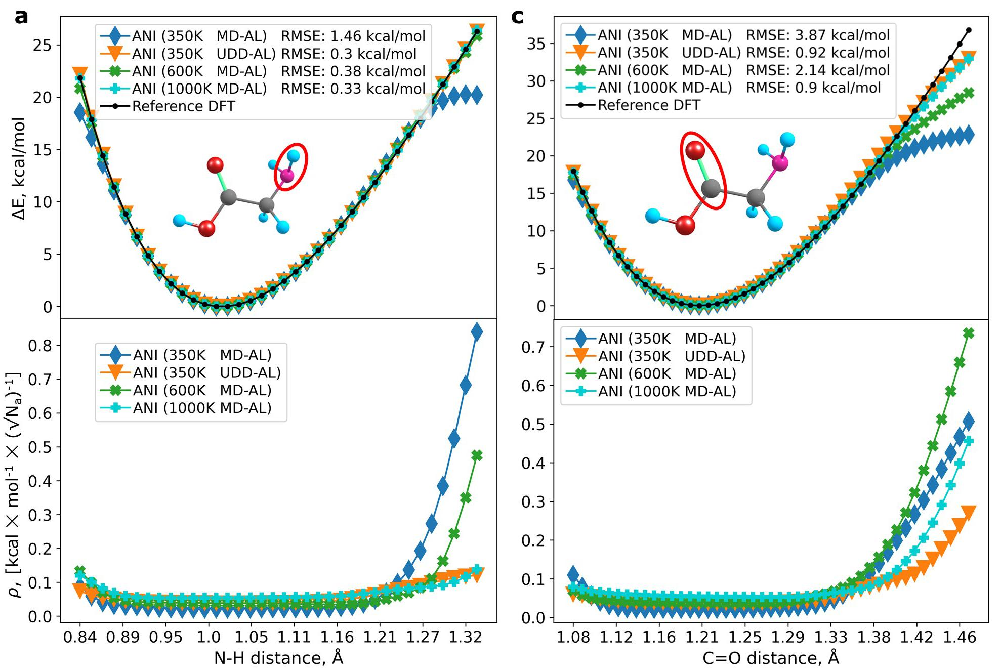 a
ANI (350K MD-AL) RMSE: 1.46 kcal/mol
ANI (350K UDD-AL) RMSE: 0.3 kcal/mol
ANI (600K MD-AL) RMSE: 0.38 kcal/mol
ANI (1000K MD-AL) RMSE: 0.33 kcal/mol
Reference DFT
ΔE, kcal/mol
25
20
15
10
5
0
ANI (350K MD-AL)
ANI (350K UDD-AL)
ANI (600K MD-AL)
ANI (1000K MD-AL)
ρ, [kcal × mol⁻¹ × (√Nₐ)⁻¹]
0.8
0.7
0.6
0.5
0.4
0.3
0.2
0.1
0.0
0.84 0.89 0.95 1.0 1.05 1.11 1.16 1.21 1.27 1.32
N-H distance, Å
c
ANI (350K MD-AL) RMSE: 3.87 kcal/mol
ANI (350K UDD-AL) RMSE: 0.92 kcal/mol
ANI (600K MD-AL) RMSE: 2.14 kcal/mol
ANI (1000K MD-AL) RMSE: 0.9 kcal/mol
Reference DFT
35
30
25
20
15
10
5
0
ANI (350K MD-AL)
ANI (350K UDD-AL)
ANI (600K MD-AL)
ANI (1000K MD-AL)
0.7
0.6
0.5
0.4
0.3
0.2
0.1
0.0
1.08 1.12 1.16 1.21 1.25 1.29 1.33 1.38 1.42 1.46
C=O distance, Å